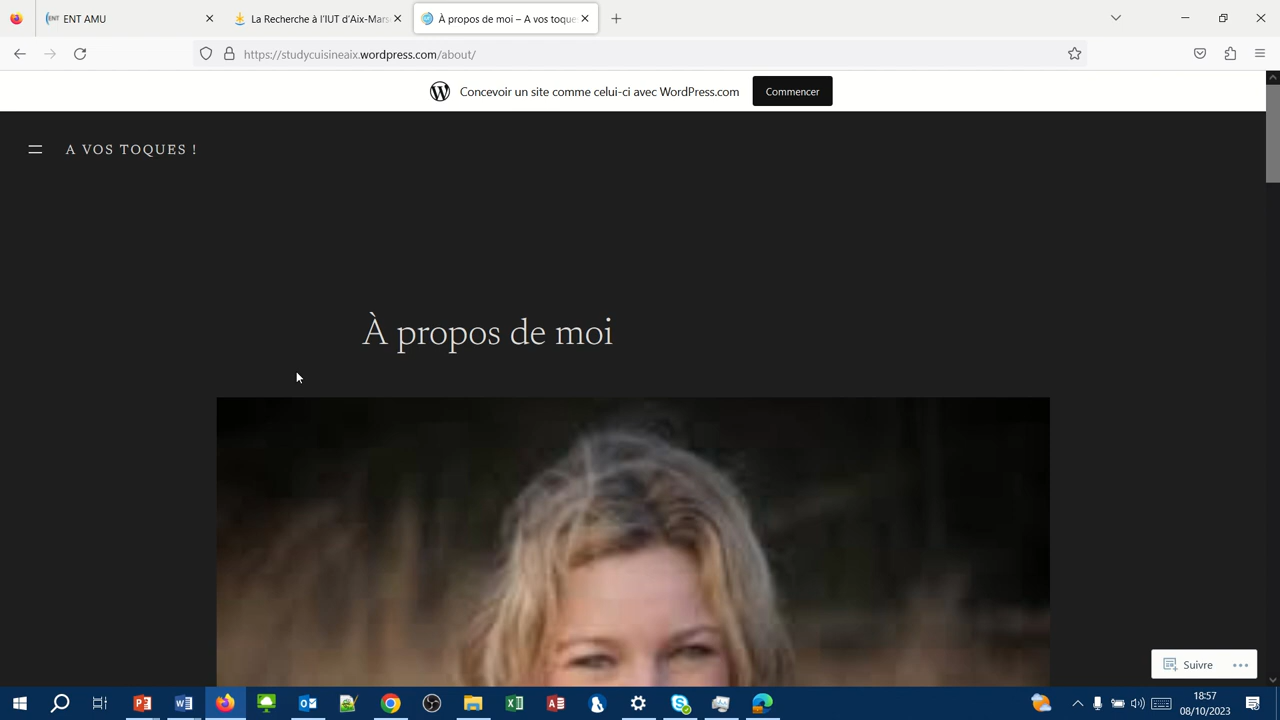 ENT AMU
La Recherche à l'IUT d'Aix-Mars
À propos de moi – A vos toque
https://studycuisineaix.wordpress.com/about/
Concevoir un site comme celui-ci avec WordPress.com
Commencer
A VOS TOQUES !
À propos de moi
Suivre
18:57
08/10/2023